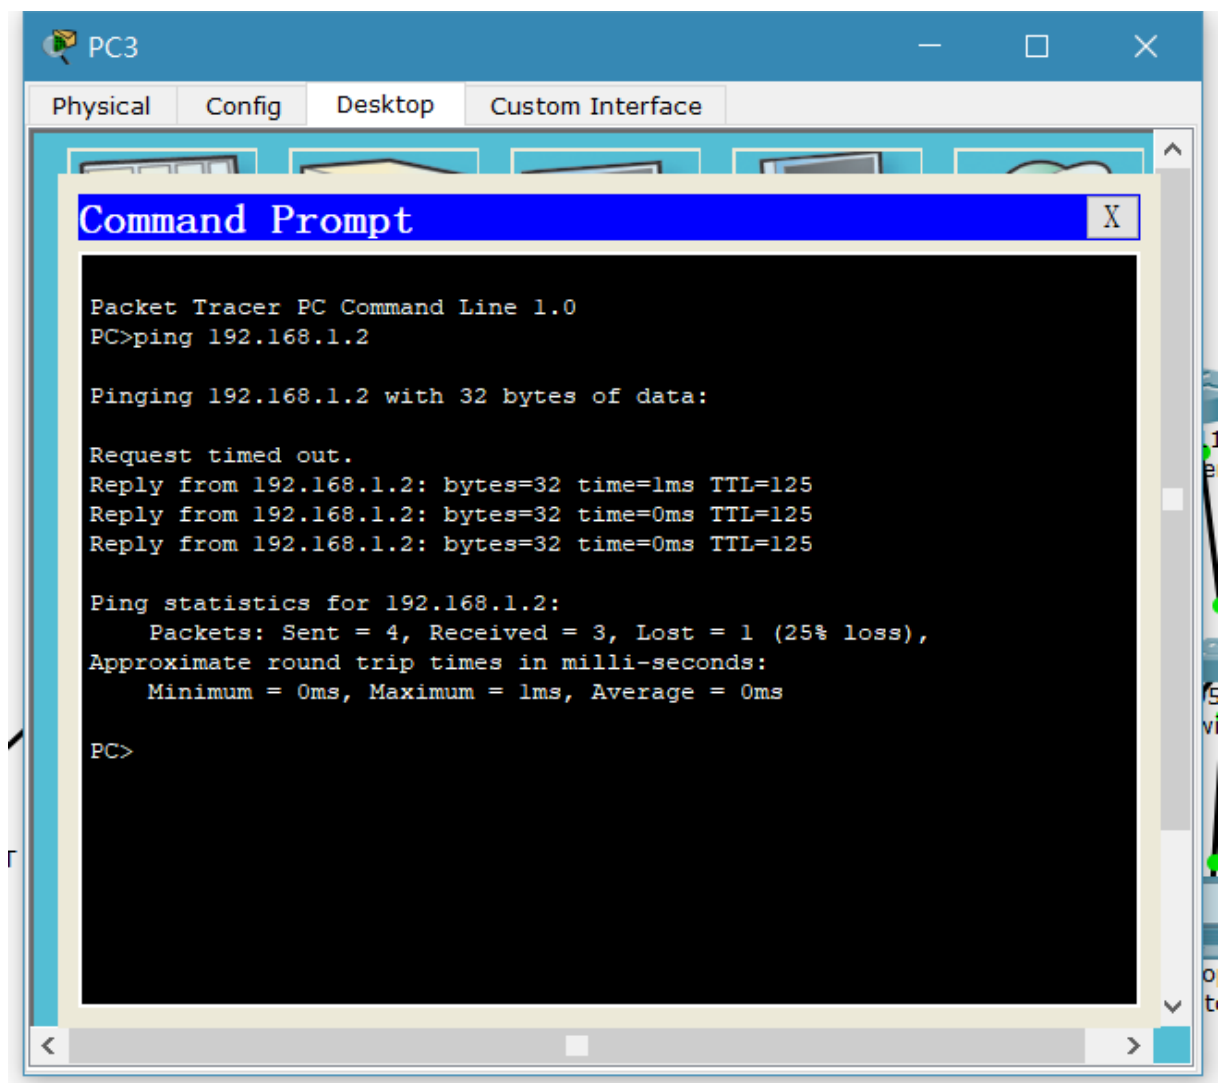 PC3
Physical Config Desktop Custom Interface
Command Prompt X
Packet Tracer PC Command Line 1.0
PC>ping 192.168.1.2
Pinging 192.168.1.2 with 32 bytes of data:
Request timed out.
Reply from 192.168.1.2: bytes=32 time=1ms TTL=125
Reply from 192.168.1.2: bytes=32 time=0ms TTL=125
Reply from 192.168.1.2: bytes=32 time=0ms TTL=125
Ping statistics for 192.168.1.2:
Packets: Sent = 4, Received = 3, Lost = 1 (25% loss),
Approximate round trip times in milli-seconds:
Minimum = 0ms, Maximum = 1ms, Average = 0ms
PC>